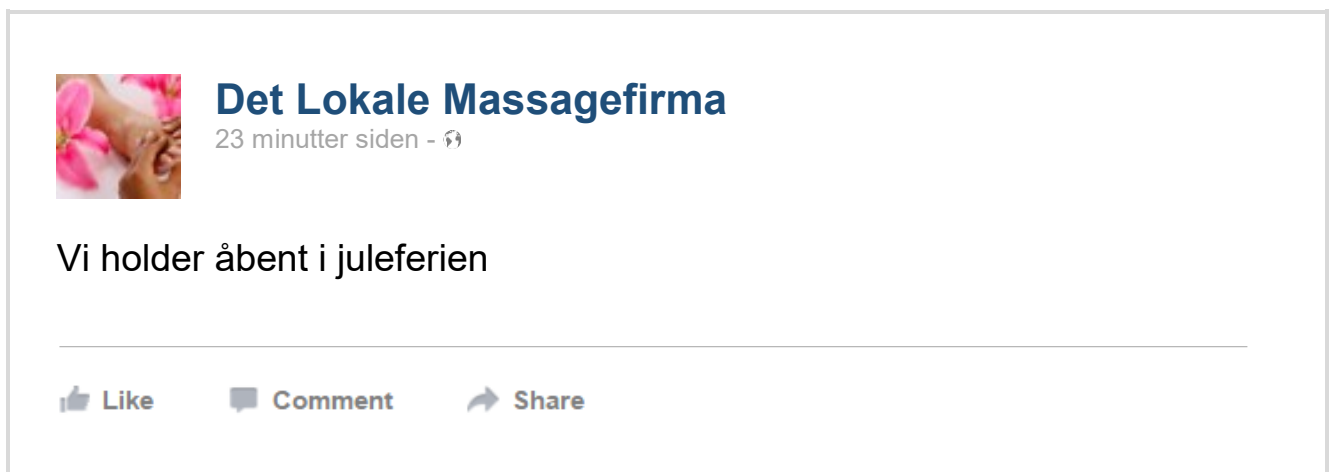 Det Lokale Massagefirma
23 minutter siden -
Vi holder åbent i juleferien
Like Comment Share